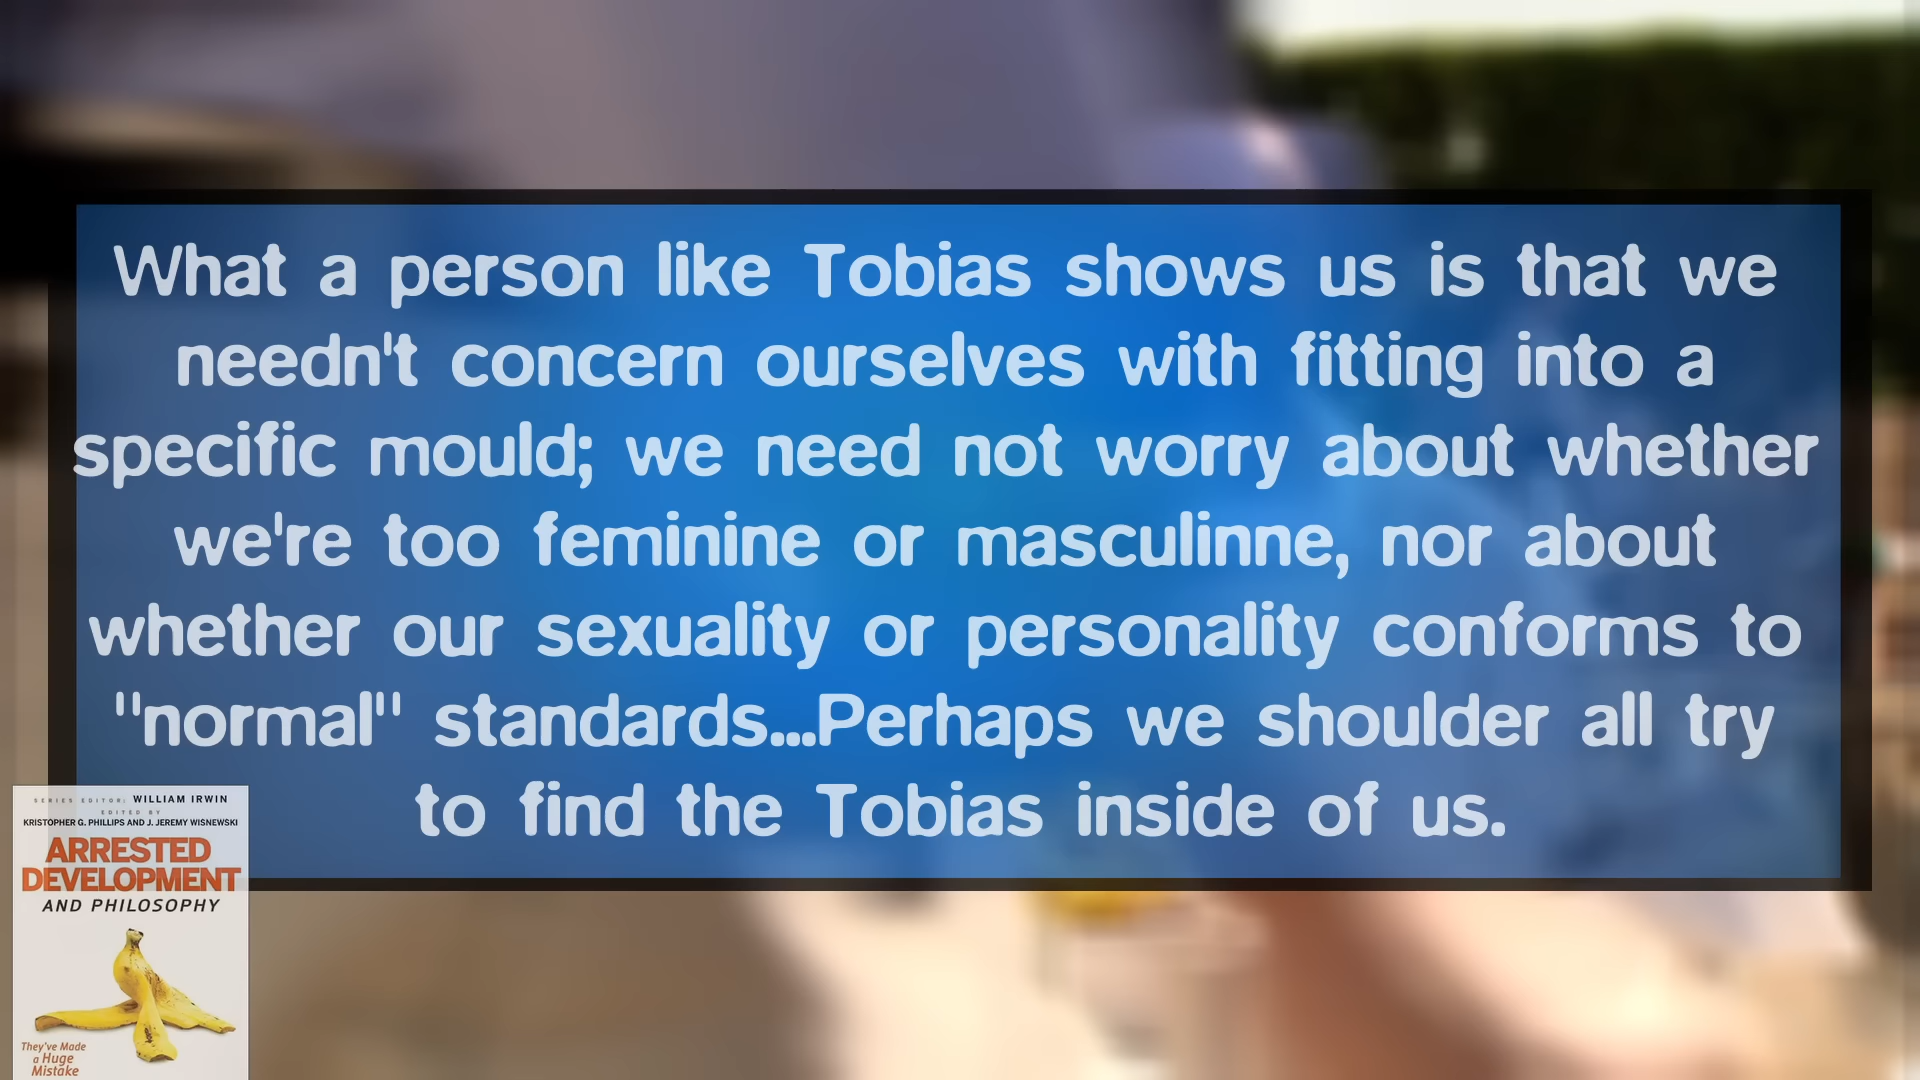 What a person like Tobias shows us is that we
needn't concern ourselves with fitting into a
specific mould; we need not worry about whether
we're too feminine or masculinne, nor about
whether our sexuality or personality conforms to
"normal" standards...Perhaps we shoulder all try
to find the Tobias inside of us.
SERIES EDITOR: WILLIAM IRWIN
EDITED BY
KRISTOPHER G. PHILLIPS AND J. JEREMY WISNEWSKI
ARRESTED
DEVELOPMENT
AND PHILOSOPHY
They've Made
a Huge
Mistake